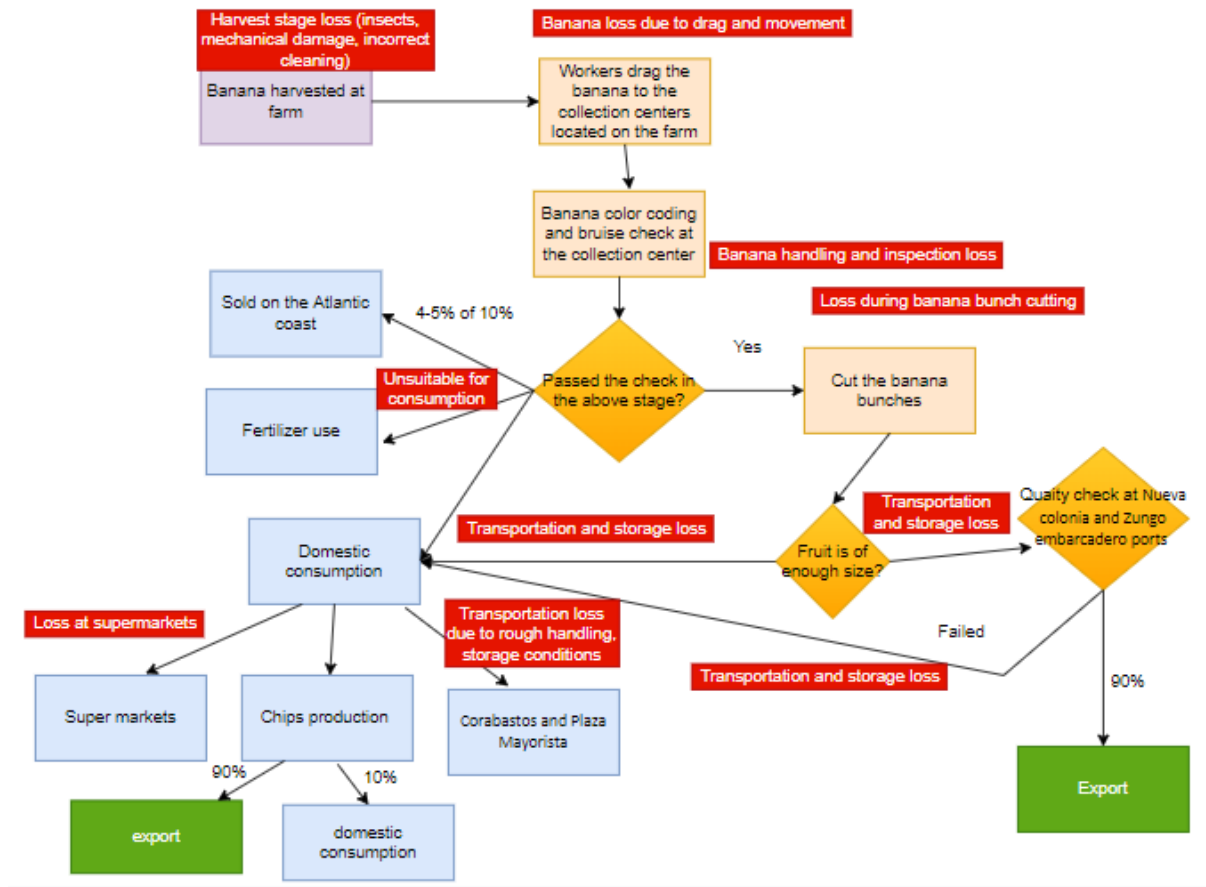 Harvest stage loss (insects,
mechanical damage, incorrect
cleaning)
Banana loss due to drag and movement
Banana harvested at
farm
Workers drag the
banana to the
collection centers
located on the farm
Banana color coding
and bruise check at
the collection center
Banana handling and inspection loss
Sold on the Atlantic
coast
4-5% of 10%
Loss during banana bunch cutting
Yes
Unsuitable for
consumption
Passed the check in
the above stage?
Cut the banana
bunches
Fertilizer use
Transportation
and storage loss
Quaity check at Nueva
colonia and Zungo
embarcadero ports
Transportation and storage loss
Domestic
consumption
Fruit is of
enough size?
Loss at supermarkets
Transportation loss
due to rough handling,
storage conditions
Failed
Transportation and storage loss
90%
Super markets
Chips production
Corabastos and Plaza
Mayorista
90%
10%
Export
export
domestic
consumption